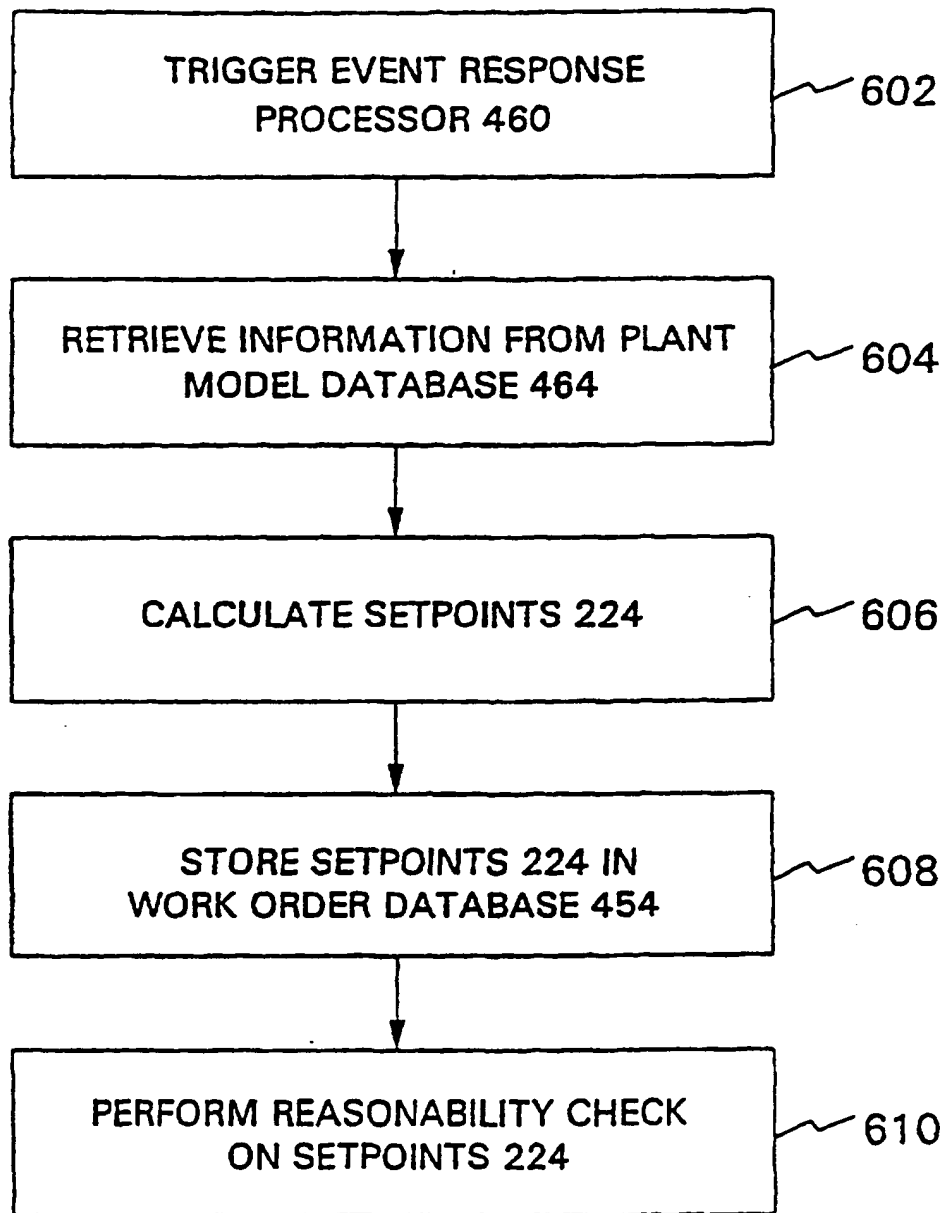 TRIGGER EVENT RESPONSE
PROCESSOR 460
602
RETRIEVE INFORMATION FROM PLANT
MODEL DATABASE 464
604
CALCULATE SETPOINTS 224
606
STORE SETPOINTS 224 IN
WORK ORDER DATABASE 454
608
PERFORM REASONABILITY CHECK
ON SETPOINTS 224
610